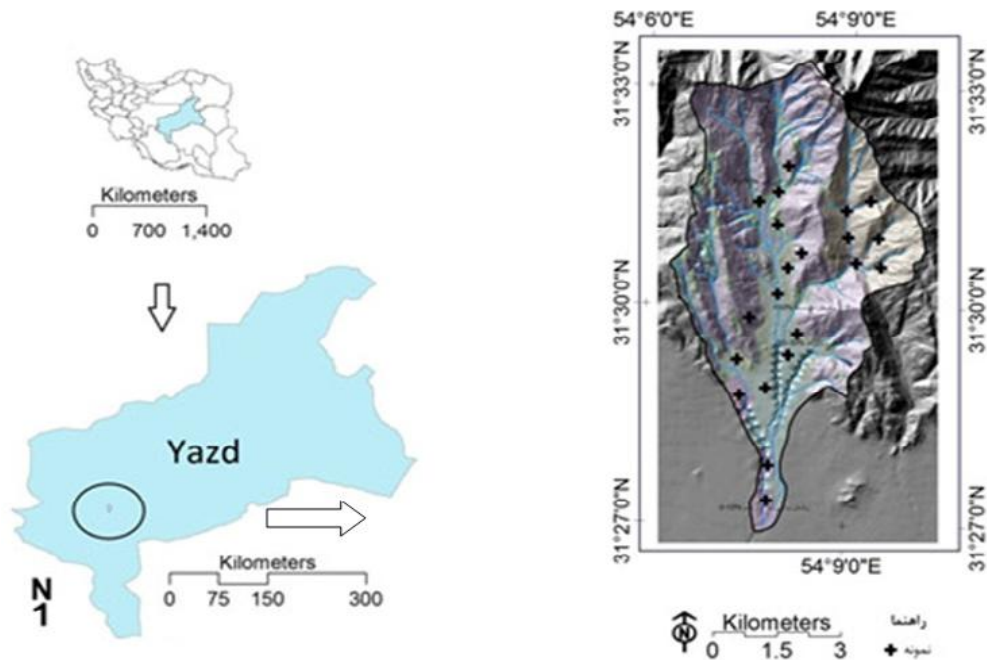 Kilometers
0 700 1,400
Yazd
Kilometers
0 75 150 300
N
1
54°6'0"E 54°9'0"E
31°33'0"N 31°33'0"N
31°30'0"N 31°30'0"N
31°27'0"N 31°27'0"N
54°9'0"E
N
Kilometers
0 1.5 3
راهنما
نمونه